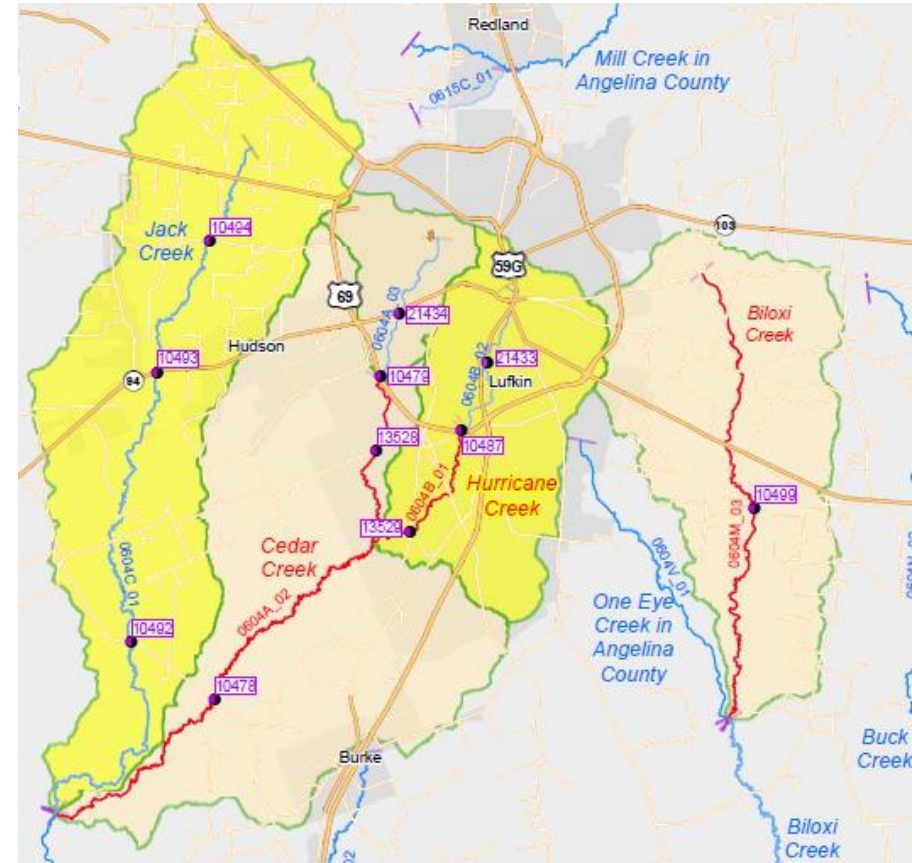 Redland
Mill Creek in
Angelina County
0615C_01
Jack
Creek
10494
103
59G
69
0604A_03
21434
Biloxi
Creek
Hudson
10493
94
10479
0604B_02
21433
Lufkin
10487
13528
Hurricane
Creek
0604B_01
13529
10499
0604M_03
Cedar
Creek
0604C_01
0604A_02
0604V_01
One Eye
Creek in
Angelina
County
10492
10478
Burke
Buck
Creek
Biloxi
Creek